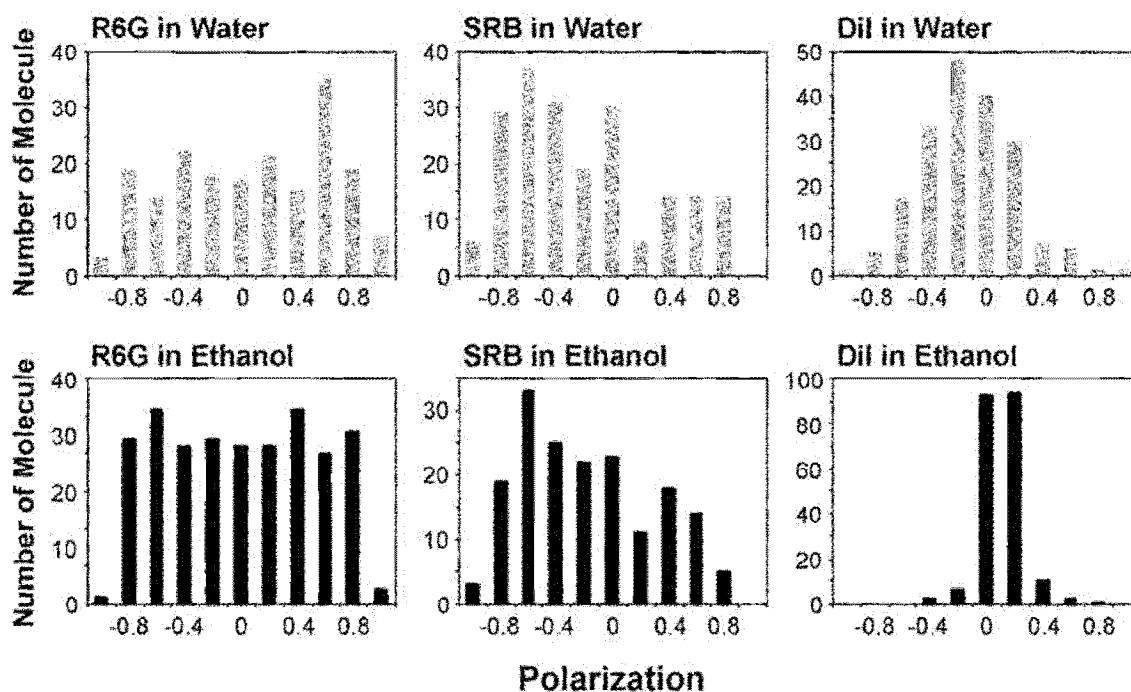 R6G in Water
SRB in Water
DiI in Water
Number of Molecule
40
30
20
10
0
-0.8 -0.4 0 0.4 0.8
40
30
20
10
0
-0.8 -0.4 0 0.4 0.8
50
40
30
20
10
0
-0.8 -0.4 0 0.4 0.8
R6G in Ethanol
SRB in Ethanol
DiI in Ethanol
Number of Molecule
40
30
20
10
0
-0.8 -0.4 0 0.4 0.8
30
20
10
0
-0.8 -0.4 0 0.4 0.8
100
80
60
40
20
0
-0.8 -0.4 0 0.4 0.8
Polarization